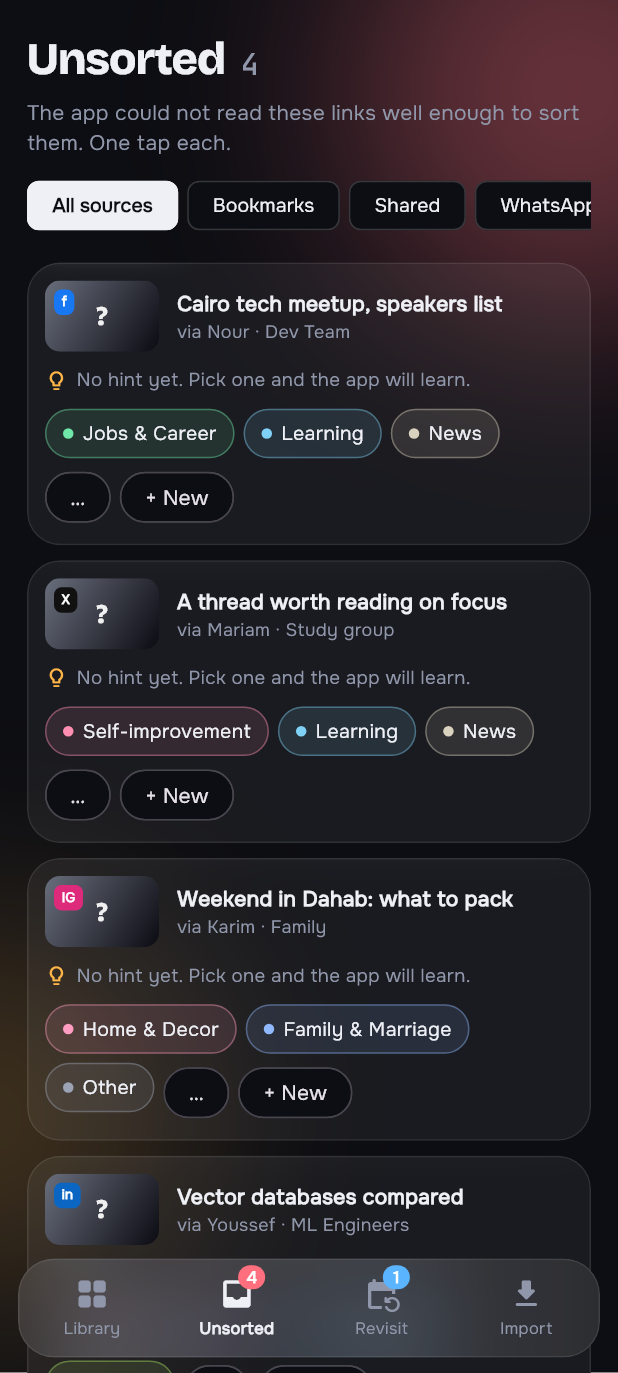 Unsorted 4
The app could not read these links well enough to sort
them. One tap each.
All sources
Bookmarks
Shared
WhatsApp
f
?
Cairo tech meetup, speakers list
via Nour · Dev Team
No hint yet. Pick one and the app will learn.
Jobs & Career
Learning
News
...
+ New
X
?
A thread worth reading on focus
via Mariam · Study group
No hint yet. Pick one and the app will learn.
Self-improvement
Learning
News
...
+ New
IG
?
Weekend in Dahab: what to pack
via Karim · Family
No hint yet. Pick one and the app will learn.
Home & Decor
Family & Marriage
Other
...
+ New
in
?
Vector databases compared
via Youssef · ML Engineers
4
1
Library
Unsorted
Revisit
Import